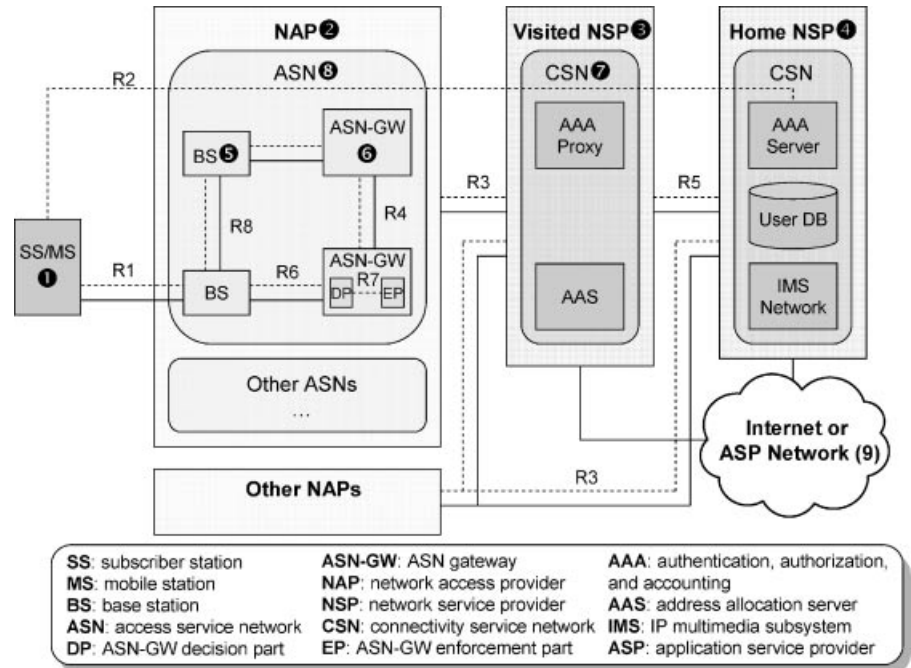 NAP❷
Visited NSP❸
Home NSP❹
ASN❽
CSN❼
CSN
R2
BS❺
ASN-GW
❻
AAA
Proxy
AAA
Server
R3
R5
R8
R4
User DB
SS/MS
❶
R1
BS
R6
ASN-GW
R7
DP
EP
AAS
IMS
Network
Other ASNs
...
Internet or
ASP Network (9)
Other NAPs
R3
SS: subscriber station
MS: mobile station
BS: base station
ASN: access service network
DP: ASN-GW decision part
ASN-GW: ASN gateway
NAP: network access provider
NSP: network service provider
CSN: connectivity service network
EP: ASN-GW enforcement part
AAA: authentication, authorization,
and accounting
AAS: address allocation server
IMS: IP multimedia subsystem
ASP: application service provider